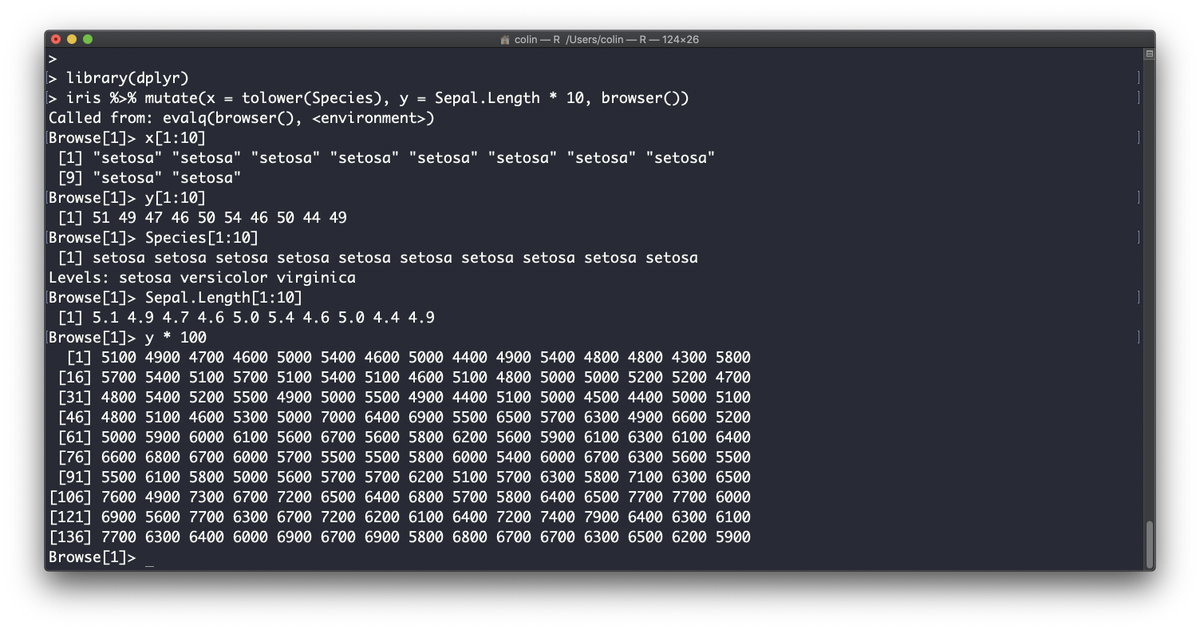 colin — R /Users/colin — R — 124×26
>
> library(dplyr)
> iris %>% mutate(x = tolower(Species), y = Sepal.Length * 10, browser())
Called from: evalq(browser(), <environment>)
Browse[1]> x[1:10]
 [1] "setosa" "setosa" "setosa" "setosa" "setosa" "setosa" "setosa" "setosa"
 [9] "setosa" "setosa"
Browse[1]> y[1:10]
 [1] 51 49 47 46 50 54 46 50 44 49
Browse[1]> Species[1:10]
 [1] setosa setosa setosa setosa setosa setosa setosa setosa setosa setosa
Levels: setosa versicolor virginica
Browse[1]> Sepal.Length[1:10]
 [1] 5.1 4.9 4.7 4.6 5.0 5.4 4.6 5.0 4.4 4.9
Browse[1]> y * 100
  [1] 5100 4900 4700 4600 5000 5400 4600 5000 4400 4900 5400 4800 4800 4300 5800
 [16] 5700 5400 5100 5700 5100 5400 5100 4600 5100 4800 5000 5000 5200 5200 4700
 [31] 4800 5400 5200 5500 4900 5000 5500 4900 4400 5100 5000 4500 4400 5000 5100
 [46] 4800 5100 4600 5300 5000 7000 6400 6900 5500 6500 5700 6300 4900 6600 5200
 [61] 5000 5900 6000 6100 5600 6700 5600 5800 6200 5600 5900 6100 6300 6100 6400
 [76] 6600 6800 6700 6000 5700 5500 5500 5800 6000 5400 6000 6700 6300 5600 5500
 [91] 5500 6100 5800 5000 5600 5700 5700 6200 5100 5700 6300 5800 7100 6300 6500
[106] 7600 4900 7300 6700 7200 6500 6400 6800 5700 5800 6400 6500 7700 7700 6000
[121] 6900 5600 7700 6300 6700 7200 6200 6100 6400 7200 7400 7900 6400 6300 6100
[136] 7700 6300 6400 6000 6900 6700 6900 5800 6800 6700 6700 6300 6500 6200 5900
Browse[1]> _